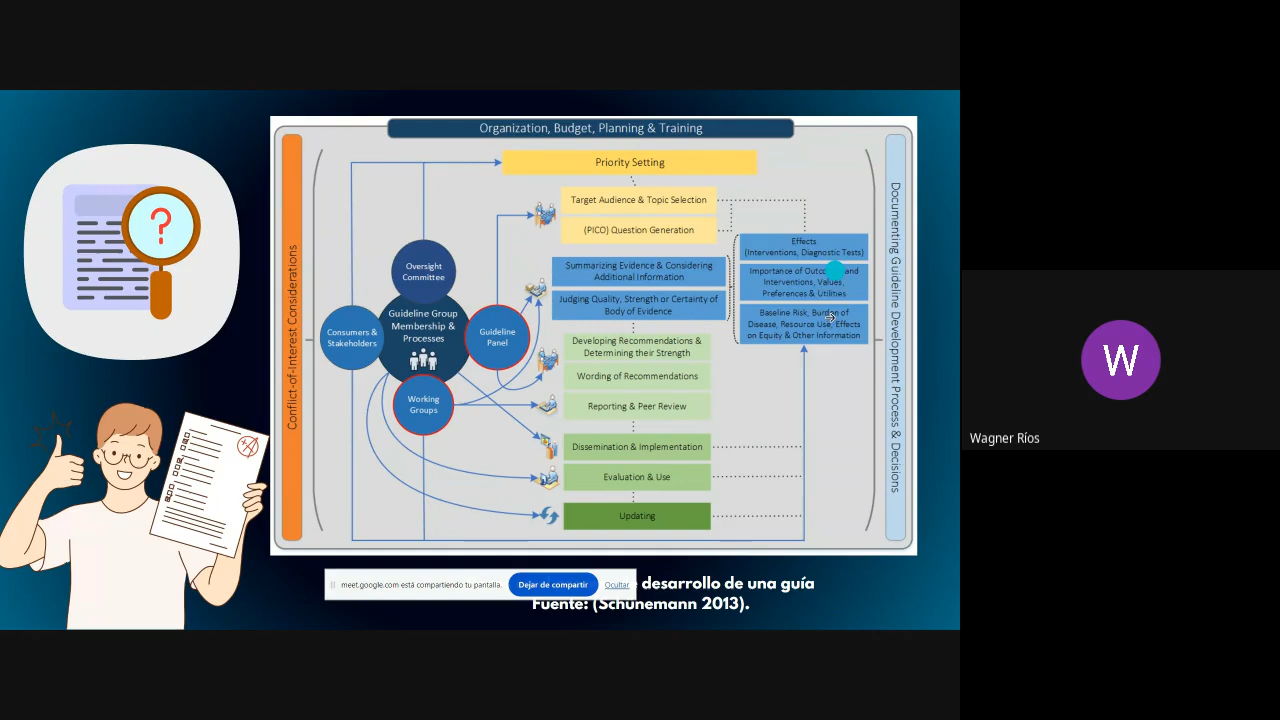 Organization, Budget, Planning & Training
Conflict-of-Interest Considerations
Priority Setting
Target Audience & Topic Selection
(PICO) Question Generation
Oversight
Committee
Guideline Group
Membership &
Processes
Consumers &
Stakeholders
Guideline
Panel
Working
Groups
Summarizing Evidence & Considering
Additional Information
Judging Quality, Strength or Certainty of
Body of Evidence
Developing Recommendations &
Determining their Strength
Wording of Recommendations
Reporting & Peer Review
Dissemination & Implementation
Evaluation & Use
Updating
Effects
(Interventions, Diagnostic Tests)
Importance of Outco and
Interventions, Values,
Preferences & Utilities
Baseline Risk, Burden of
Disease, Resource Use, Effects
on Equity & Other Information
Documenting Guideline Development Process & Decisions
meet.google.com está compartiendo tu pantalla.
Dejar de compartir
Ocultar
desarrollo de una guía
Fuente: (Schünemann 2013).
W
Wagner Ríos